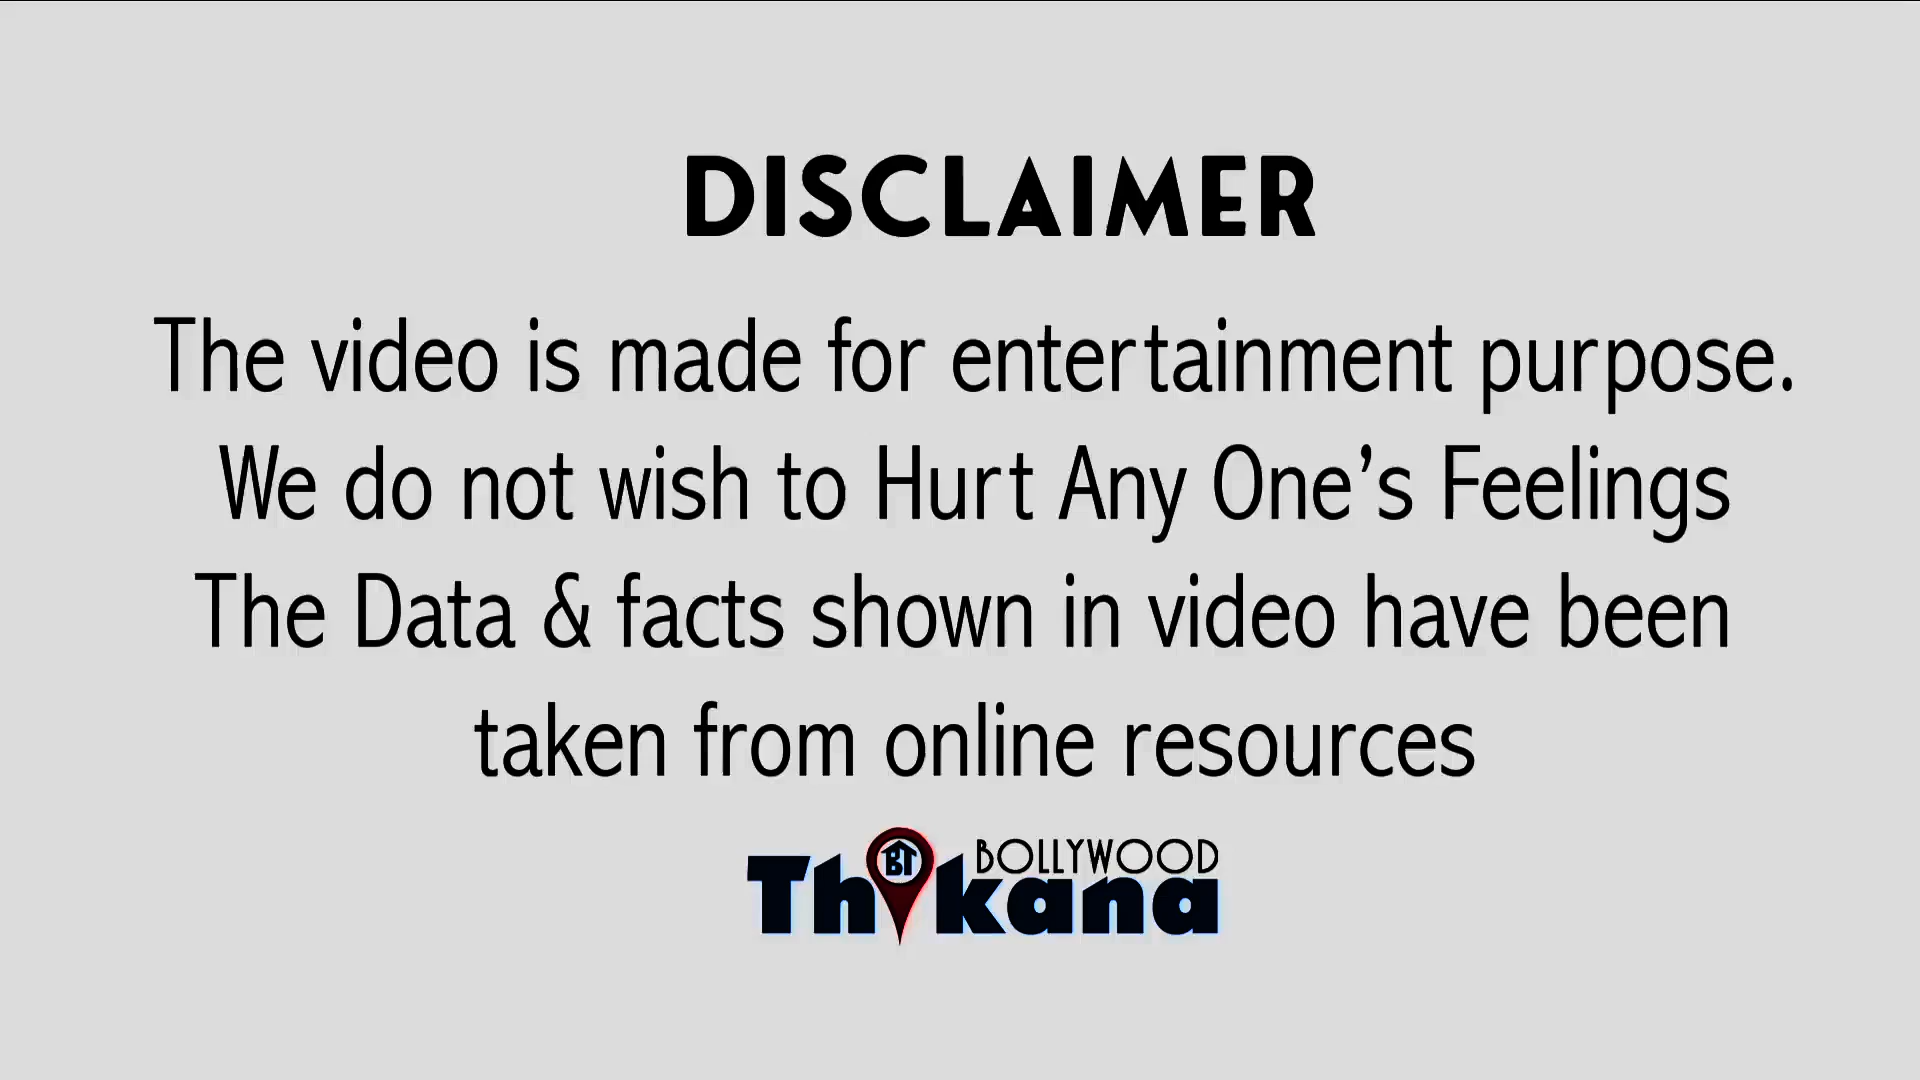 DISCLAIMER
The video is made for entertainment purpose.
We do not wish to Hurt Any One’s Feelings
The Data & facts shown in video have been
taken from online resources
BT
BOLLYWOOD
Thikana